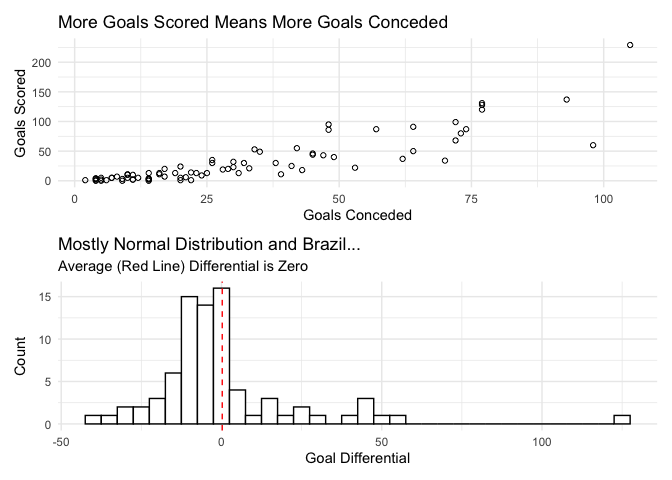 More Goals Scored Means More Goals Conceded
Goals Scored
200
150
100
50
0
0 25 50 75 100
Goals Conceded
Mostly Normal Distribution and Brazil...
Average (Red Line) Differential is Zero
Count
15
10
5
0
-50 0 50 100
Goal Differential